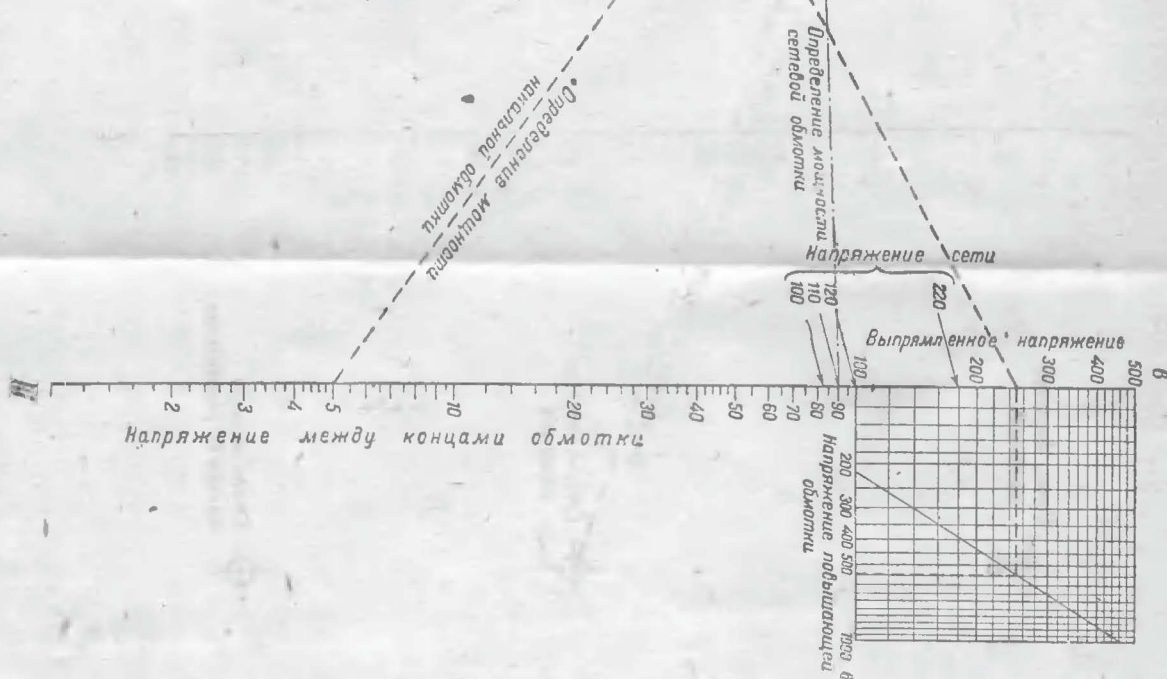 Определение мощности
накальной обмотки
Определение мощности
сетевой обмотки
Напряжение сети
100
110
120
220
Выпрямленное напряжение
100
200
300
400
500
в
III
2
3
4
5
10
20
30
40
50
60
70
80
90
Напряжение между концами обмотки
200
300
400
500
1000
в
Напряжение повышающей
обмотки